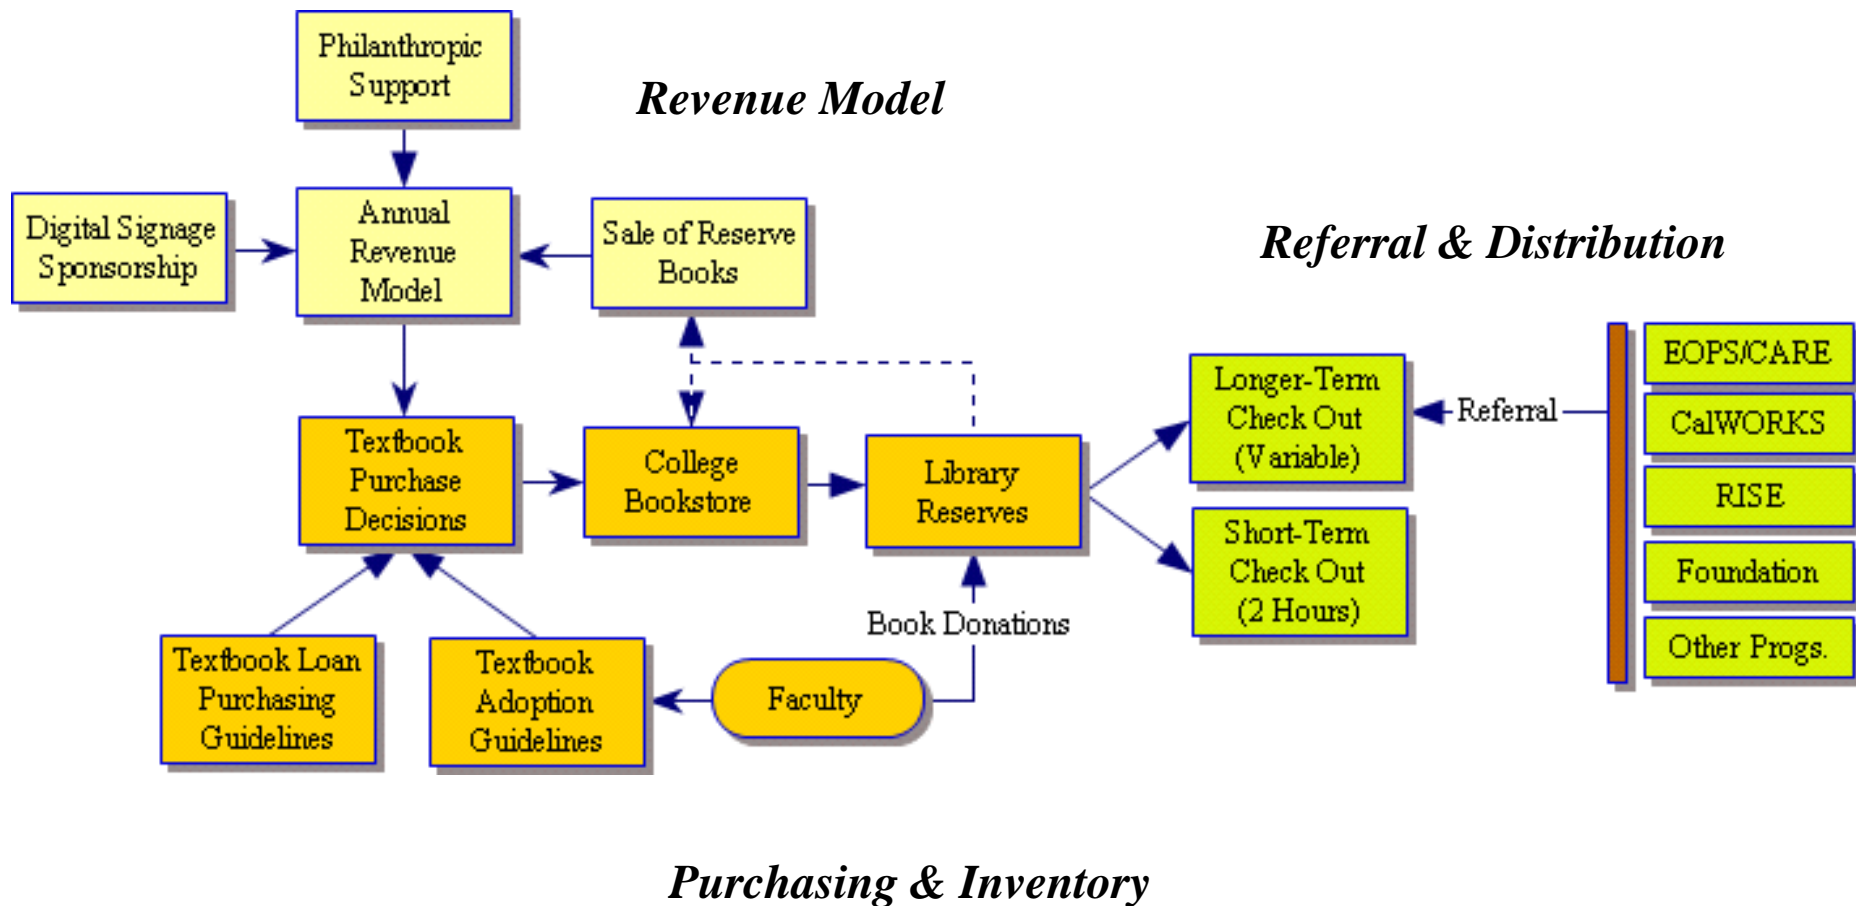 Philanthropic
Support
Revenue Model
Digital Signage
Sponsorship
Annual
Revenue
Model
Sale of Reserve
Books
Referral & Distribution
Textbook
Purchase
Decisions
College
Bookstore
Library
Reserves
Longer-Term
Check Out
(Variable)
Referral
EOPS/CARE
CalWORKS
RISE
Foundation
Other Progs.
Short-Term
Check Out
(2 Hours)
Book Donations
Textbook Loan
Purchasing
Guidelines
Textbook
Adoption
Guidelines
Faculty
Purchasing & Inventory